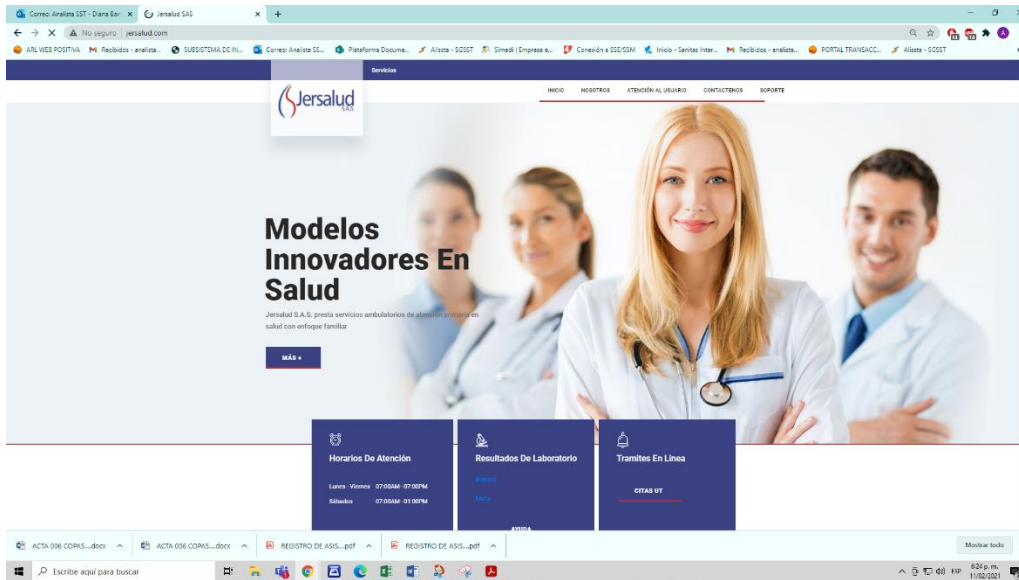 Correo: Analista SST - Diana Bar
Jersalud SAS
No seguro | jersalud.com
ARL WEB POSITIVA
Recibidos - analista...
SUBSISTEMA DE IN...
Correo: Analista SS...
Plataforma Docume...
Alissta - SGSST
Simedi | Empresa e...
Conexión a SSE/SSM
Inicio - Sanitas Inter...
Recibidos - analista...
PORTAL TRANSACC...
Alissta - SGSST
Servicios
Jersalud
SAS
INICIO
NOSOTROS
ATENCIÓN AL USUARIO
CONTACTENOS
SOPORTE
Modelos
Innovadores En
Salud
Jersalud S.A.S. presta servicios ambulatorios de atención primaria en
salud con enfoque familiar
MÁS +
Horarios De Atención
Lunes - Viernes 07:00AM - 07:00PM
Sábados 07:00AM - 01:00PM
Resultados De Laboratorio
Boyacá
Meta
AYUDA
Tramites En Linea
CITAS UT
ACTA 006 COPAS....docx
ACTA 006 COPAS....docx
REGISTRO DE ASIS...pdf
REGISTRO DE ASIS...pdf
Mostrar todo
Escribe aquí para buscar
ESP
6:24 p. m.
11/02/2021